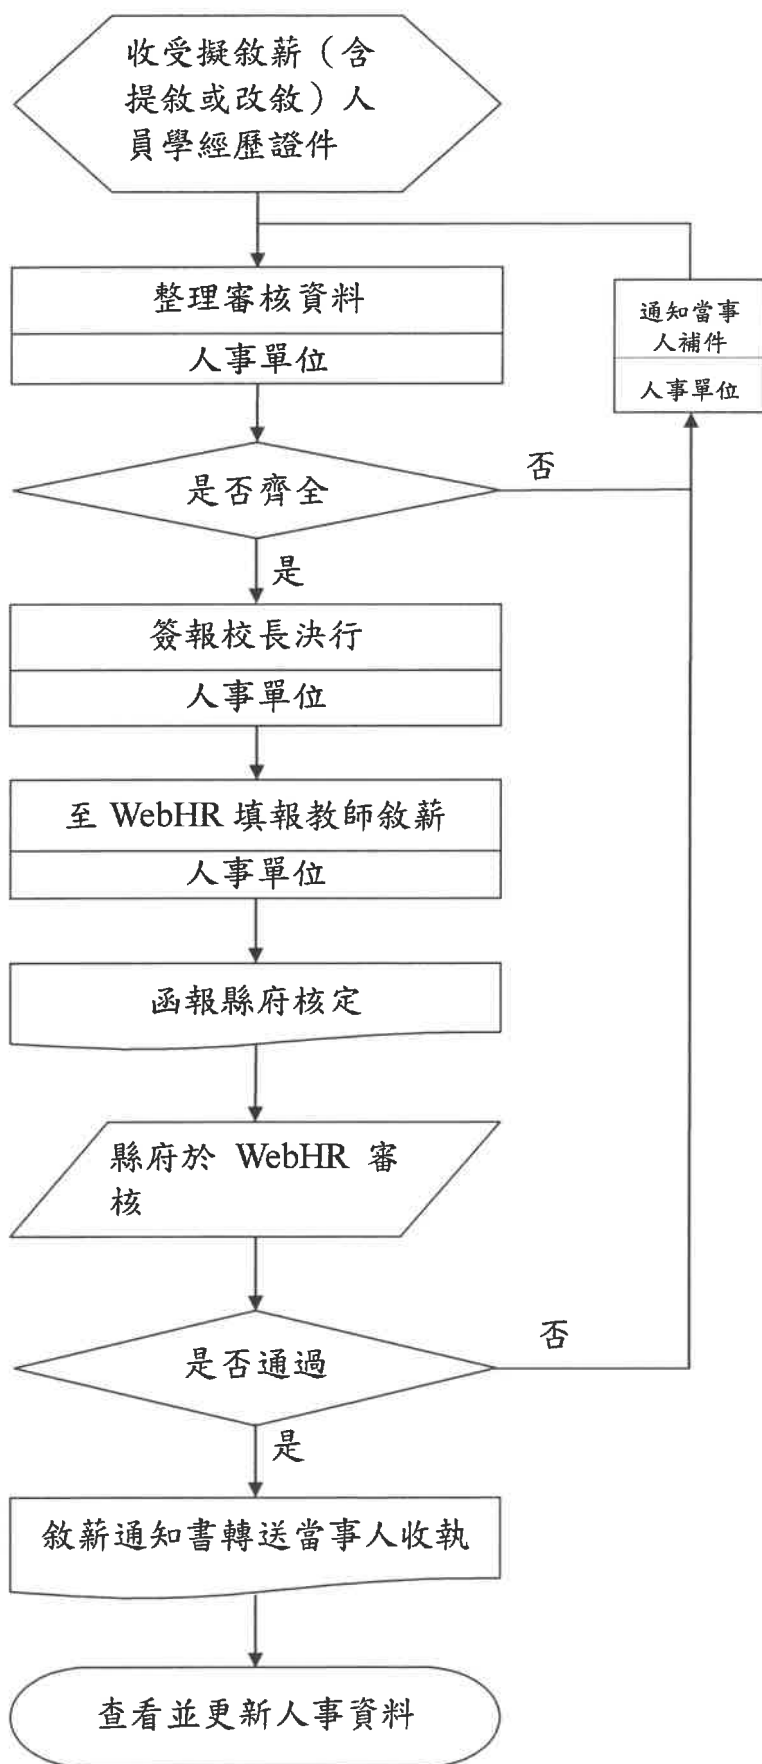 收受擬敘薪（含
提敘或改敘）人
員學經歷證件
整理審核資料
人事單位
通知當事
人補件
人事單位
是否齊全
否
是
簽報校長決行
人事單位
至 WebHR 填報教師敘薪
人事單位
函報縣府核定
縣府於 WebHR 審
核
是否通過
否
是
敘薪通知書轉送當事人收執
查看並更新人事資料